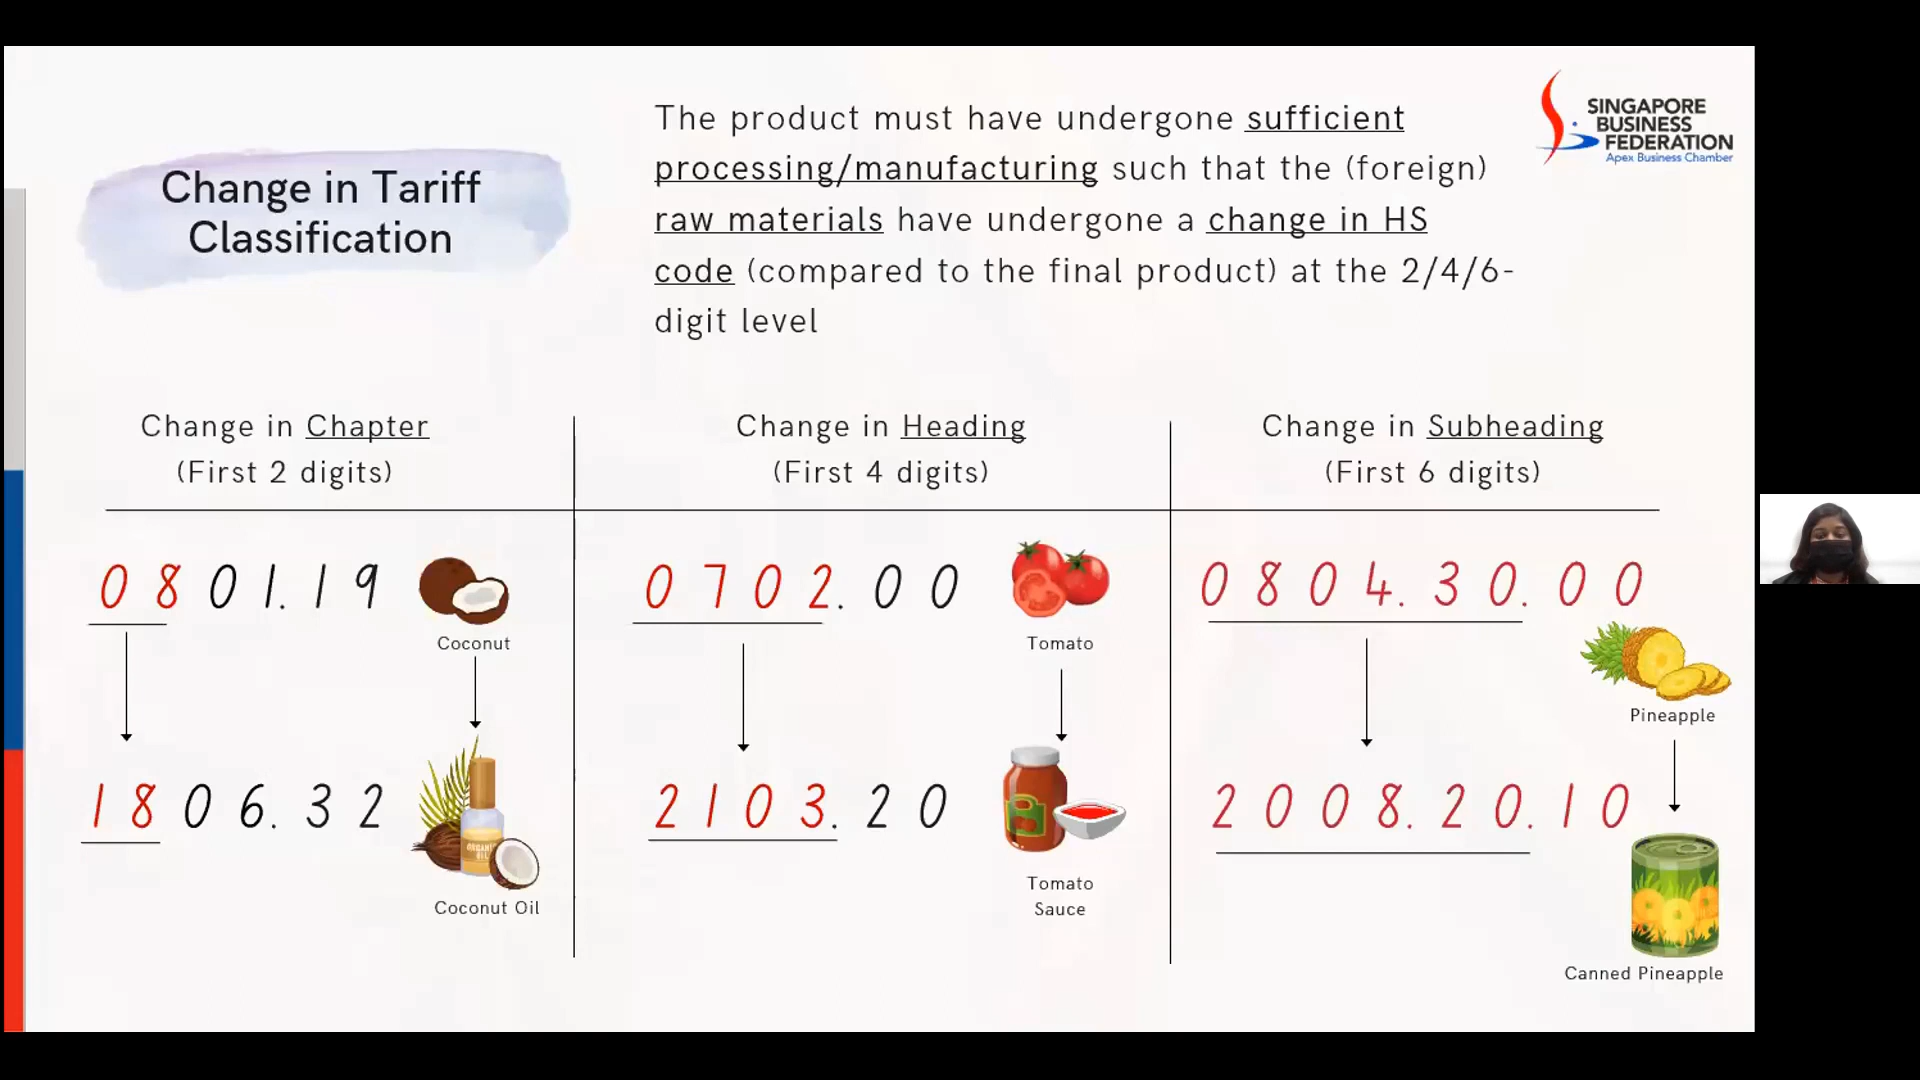 Change in Tariff
Classification
The product must have undergone sufficient
processing/manufacturing such that the (foreign)
raw materials have undergone a change in HS
code (compared to the final product) at the 2/4/6-
digit level
SINGAPORE
BUSINESS
FEDERATION
Apex Business Chamber
Change in Chapter
(First 2 digits)
0801.19
Coconut
1806.32
ORGANIC
OIL
Coconut Oil
Change in Heading
(First 4 digits)
0702.00
Tomato
2103.20
Tomato
Sauce
Change in Subheading
(First 6 digits)
0804.30.00
Pineapple
2008.20.10
Canned Pineapple